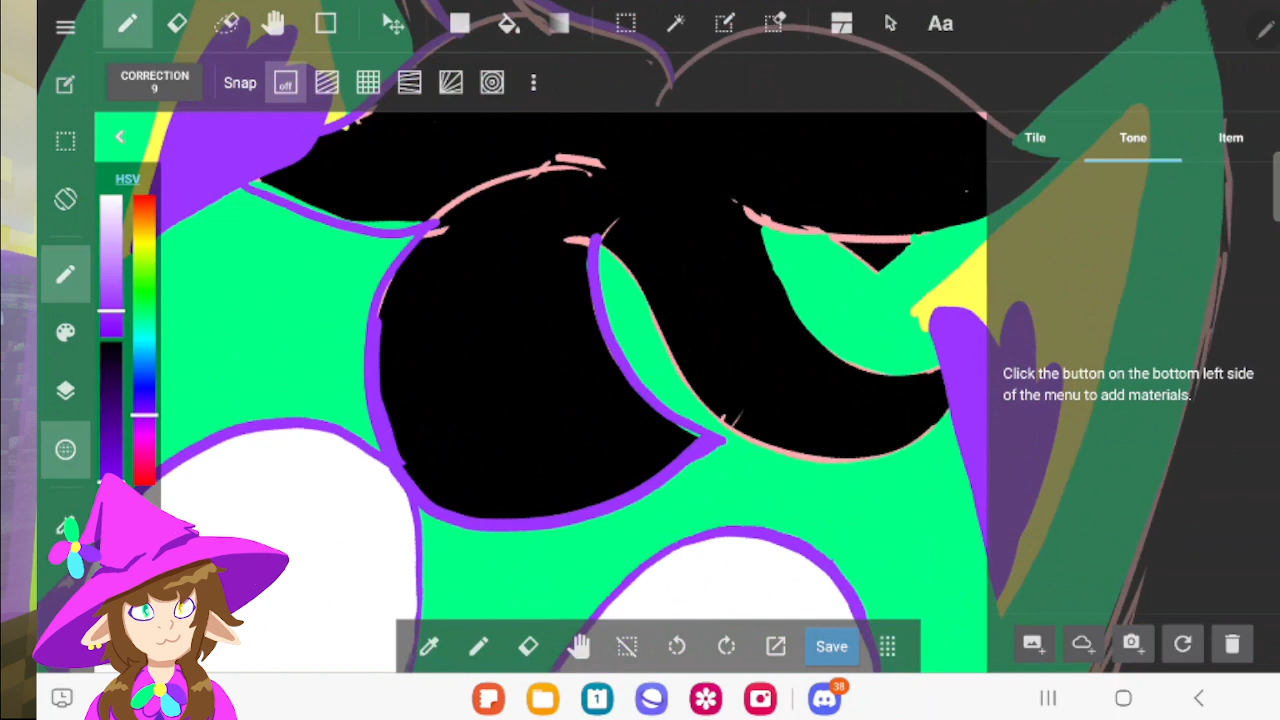 Aa
CORRECTION
9
Snap
off
HSV
Tile Tone Item
Click the button on the bottom left side
of the menu to add materials.
Save
1
38